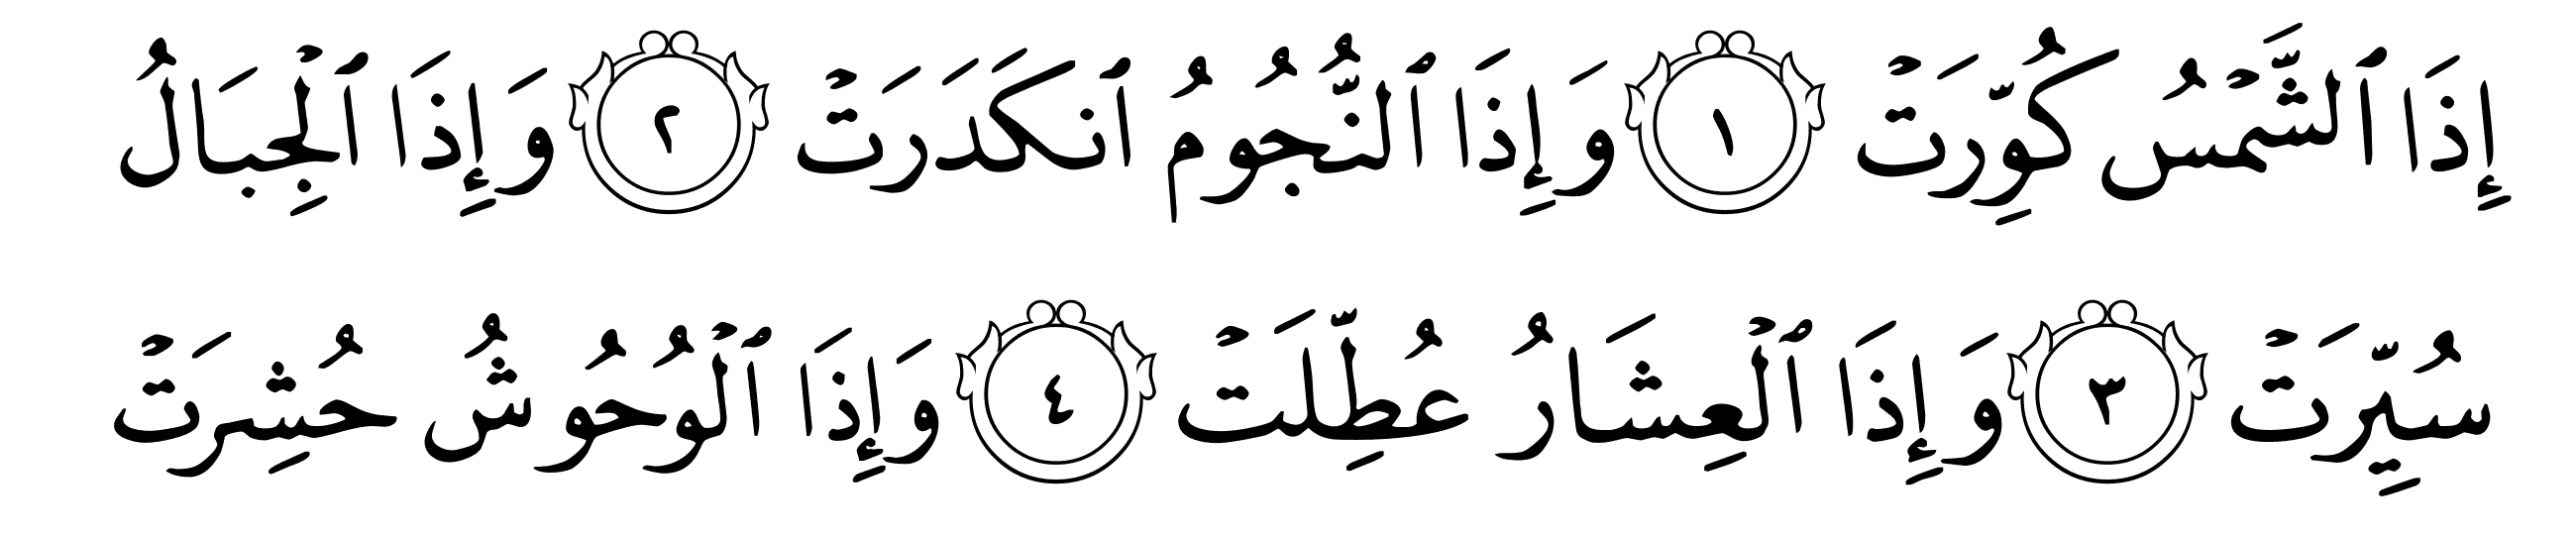 إِذَا ٱلشَّمْسُ كُوِّرَتْ ١ وَإِذَا ٱلنُّجُومُ ٱنكَدَرَتْ ٢ وَإِذَا ٱلْجِبَالُ
سُيِّرَتْ ٣ وَإِذَا ٱلْعِشَارُ عُطِّلَتْ ٤ وَإِذَا ٱلْوُحُوشُ حُشِرَتْ